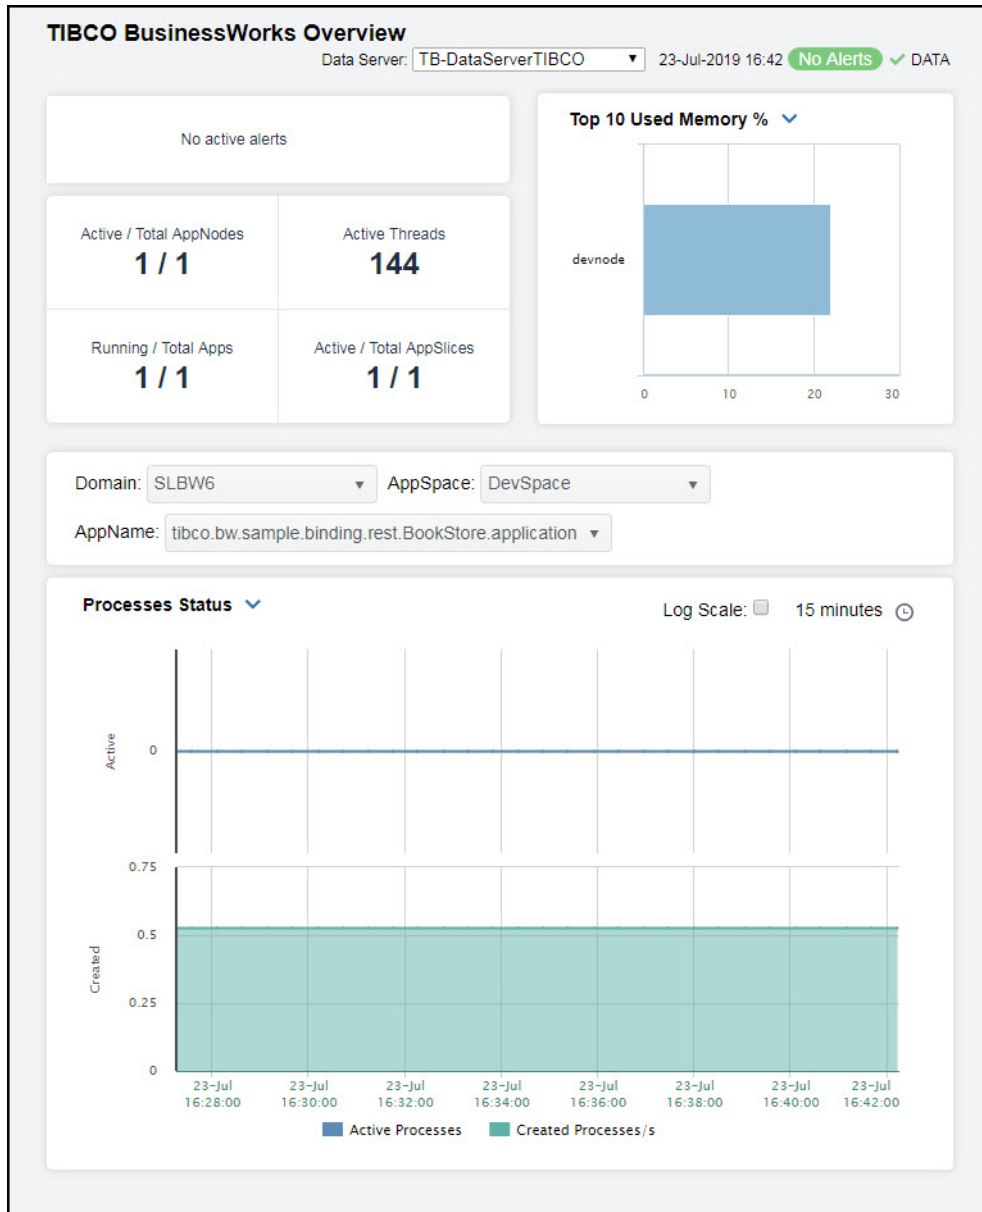 TIBCO BusinessWorks Overview
Data Server: TB-DataServerTIBCO 23-Jul-2019 16:42 No Alerts DATA
No active alerts
Active / Total AppNodes
1 / 1
Active Threads
144
Running / Total Apps
1 / 1
Active / Total AppSlices
1 / 1
Top 10 Used Memory %
devnode
0 10 20 30
Domain: SLBW6 AppSpace: DevSpace
AppName: tibco.bw.sample.binding.rest.BookStore.application
Processes Status
Log Scale: 15 minutes
Active
0
Created
0.75
0.5
0.25
0
23-Jul 23-Jul 23-Jul 23-Jul 23-Jul 23-Jul 23-Jul 23-Jul
16:28:00 16:30:00 16:32:00 16:34:00 16:36:00 16:38:00 16:40:00 16:42:00
Active Processes Created Processes/s